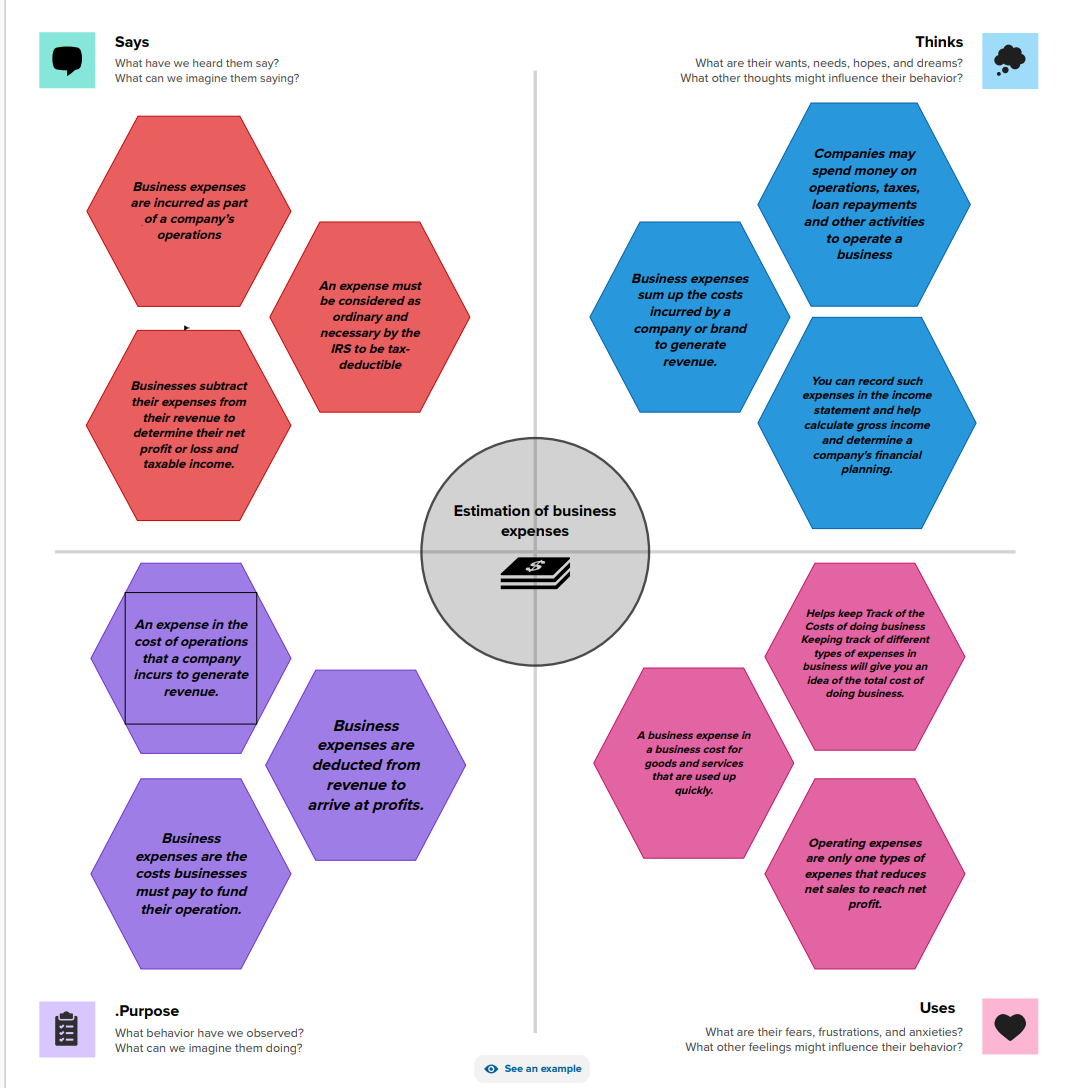 Says
What have we heard them say?
What can we imagine them saying?
Thinks
What are their wants, needs, hopes, and dreams?
What other thoughts might influence their behavior?
Business expenses
are incurred as part
of a company's
operations
An expense must
be considered as
ordinary and
necessary by the
IRS to be tax-
deductible
Businesses subtract
their expenses from
their revenue to
determine their net
profit or loss and
taxable income.
Companies may
spend money on
operations, taxes,
loan repayments
and other activities
to operate a
business
Business expenses
sum up the costs
incurred by a
company or brand
to generate
revenue.
You can record such
expenses in the income
statement and help
calculate gross income
and determine a
company's financial
planning.
Estimation of business
expenses
$
An expense in the
cost of operations
that a company
incurs to generate
revenue.
Business
expenses are
deducted from
revenue to
arrive at profits.
Business
expenses are the
costs businesses
must pay to fund
their operation.
Helps keep Track of the
Costs of doing business
Keeping track of different
types of expenses in
business will give you an
idea of the total cost of
doing business.
A business expense in
a business cost for
goods and services
that are used up
quickly.
Operating expenses
are only one types of
expenes that reduces
net sales to reach net
profit.
.Purpose
What behavior have we observed?
What can we imagine them doing?
Uses
What are their fears, frustrations, and anxieties?
What other feelings might influence their behavior?
See an example